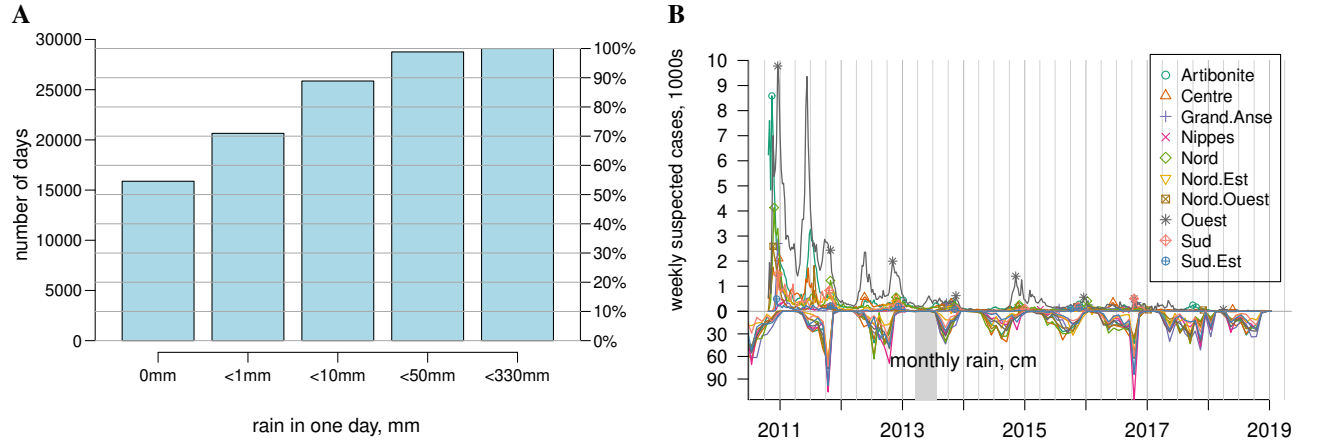 A
number of days
30000
25000
20000
15000
10000
5000
0
100%
90%
80%
70%
60%
50%
40%
30%
20%
10%
0%
0mm
<1mm
<10mm
<50mm
<330mm
rain in one day, mm
B
weekly suspected cases, 1000s
10
9
8
7
6
5
4
3
2
1
0
30
60
90
Artibonite
Centre
Grand.Anse
Nippes
Nord
Nord.Est
Nord.Ouest
Ouest
Sud
Sud.Est
monthly rain, cm
2011
2013
2015
2017
2019